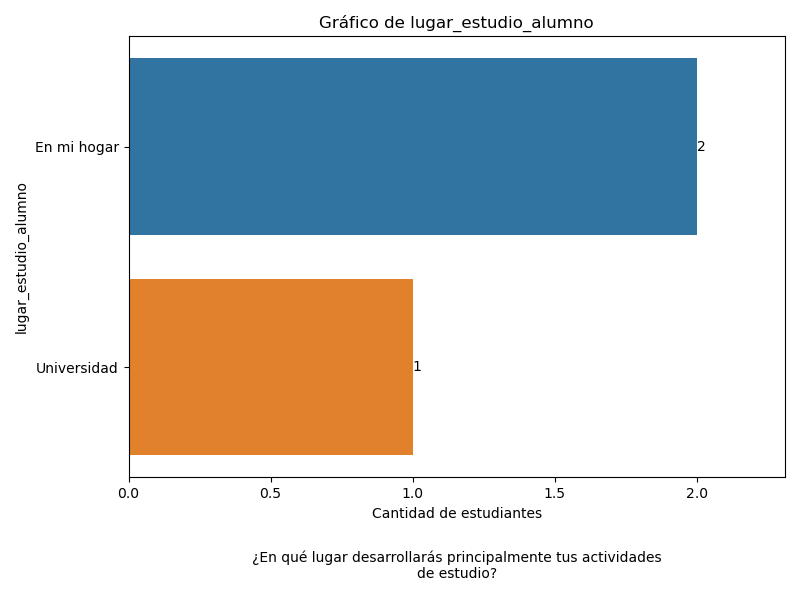 Gráfico de lugar_estudio_alumno
lugar_estudio_alumno
En mi hogar
2
Universidad
1
0.0 0.5 1.0 1.5 2.0
Cantidad de estudiantes
¿En qué lugar desarrollarás principalmente tus actividades
de estudio?